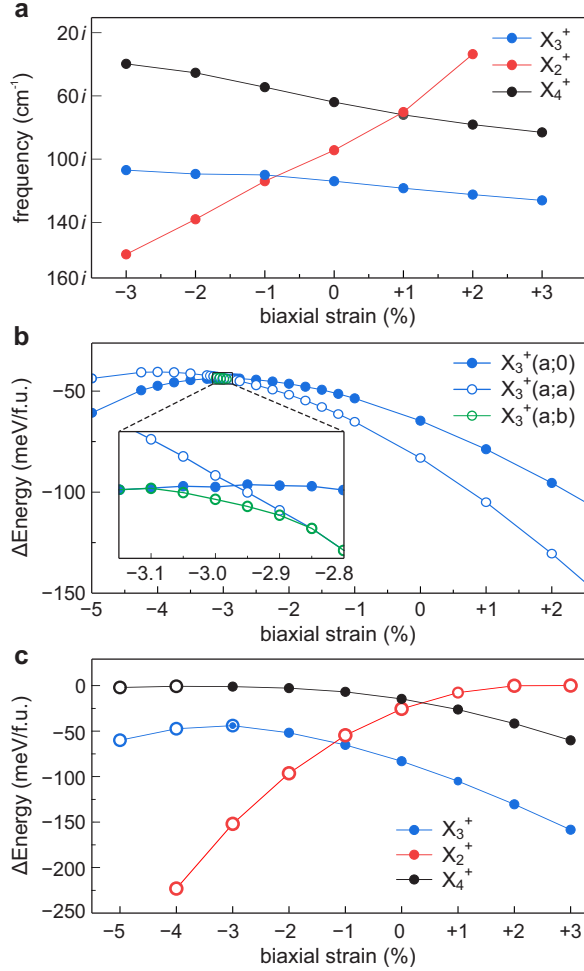 a
20i
60i
100i
140i
160i
frequency (cm⁻¹)
X₃⁺
X₂⁺
X₄⁺
−3 −2 −1 0 +1 +2 +3
biaxial strain (%)
b
−50
−100
−150
ΔEnergy (meV/f.u.)
X₃⁺(a;0)
X₃⁺(a;a)
X₃⁺(a;b)
−3.1 −3.0 −2.9 −2.8
−5 −4 −3 −2 −1 0 +1 +2
biaxial strain (%)
c
0
−50
−100
−150
−200
−250
ΔEnergy (meV/f.u.)
X₃⁺
X₂⁺
X₄⁺
−5 −4 −3 −2 −1 0 +1 +2 +3
biaxial strain (%)